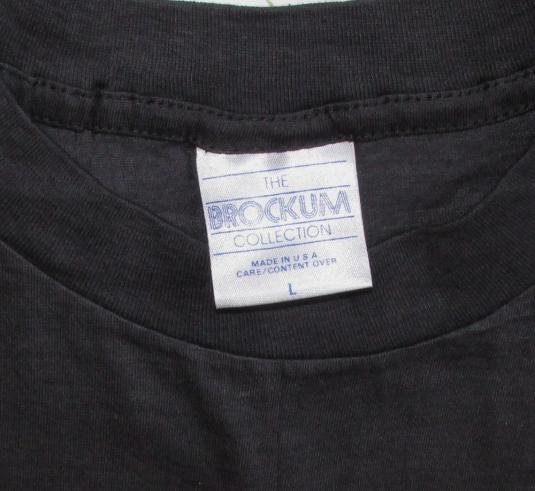 THE
BROCKUM
COLLECTION
MADE IN U S A
CARE/CONTENT OVER
L